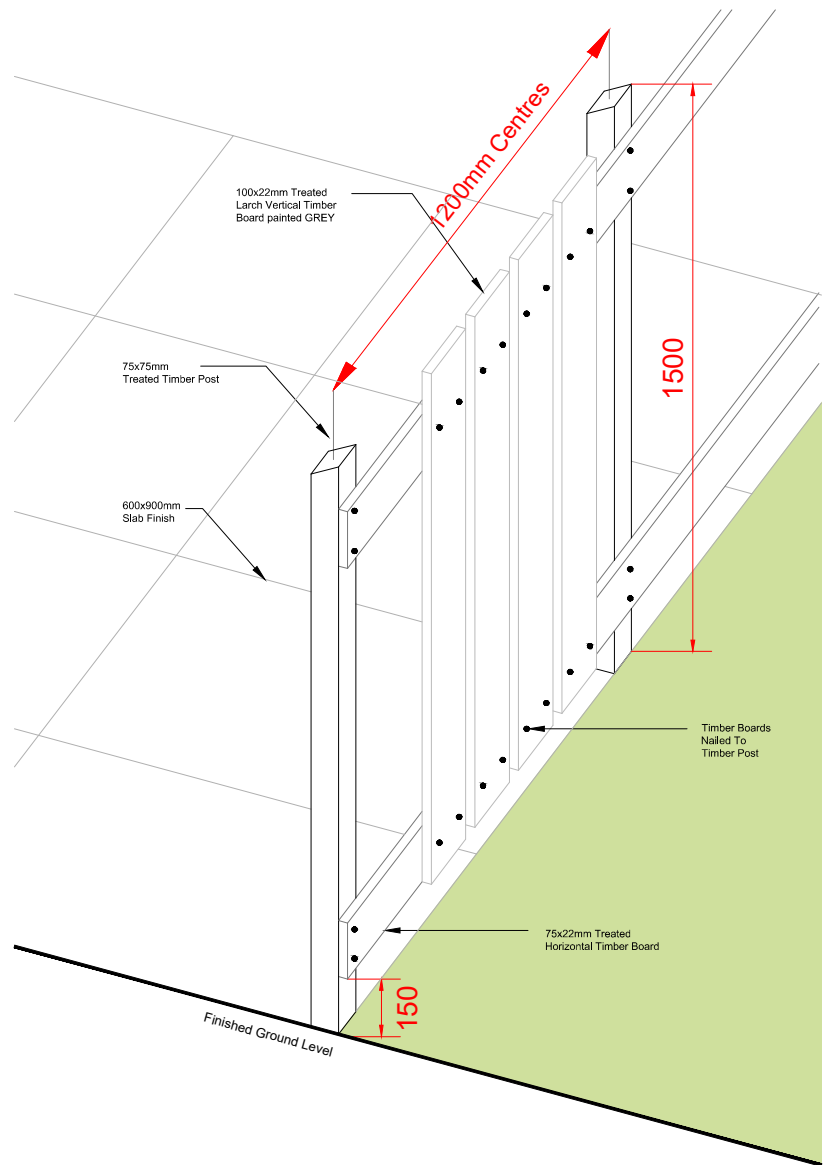 1200mm Centres
100x22mm Treated
Larch Vertical Timber
Board painted GREY
1500
75x75mm
Treated Timber Post
600x900mm
Slab Finish
Timber Boards
Nailed To
Timber Post
75x22mm Treated
Horizontal Timber Board
150
Finished Ground Level